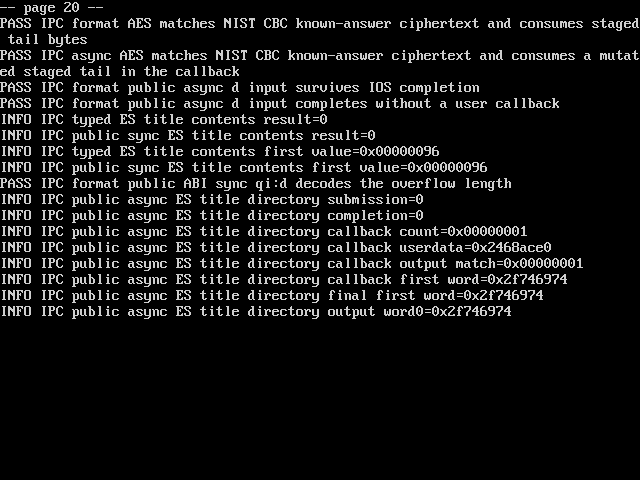 -- page 20 --
PASS IPC format AES matches NIST CBC known-answer ciphertext and consumes staged
 tail bytes
PASS IPC async AES matches NIST CBC known-answer ciphertext and consumes a mutat
ed staged tail in the callback
PASS IPC format public async d input survives IOS completion
PASS IPC format public async d input completes without a user callback
INFO IPC typed ES title contents result=0
INFO IPC public sync ES title contents result=0
INFO IPC typed ES title contents first value=0x00000096
INFO IPC public sync ES title contents first value=0x00000096
PASS IPC format public ABI sync qi:d decodes the overflow length
INFO IPC public async ES title directory submission=0
INFO IPC public async ES title directory completion=0
INFO IPC public async ES title directory callback count=0x00000001
INFO IPC public async ES title directory callback userdata=0x2468ace0
INFO IPC public async ES title directory callback output match=0x00000001
INFO IPC public async ES title directory callback first word=0x2f746974
INFO IPC public async ES title directory final first word=0x2f746974
INFO IPC public async ES title directory output word0=0x2f746974